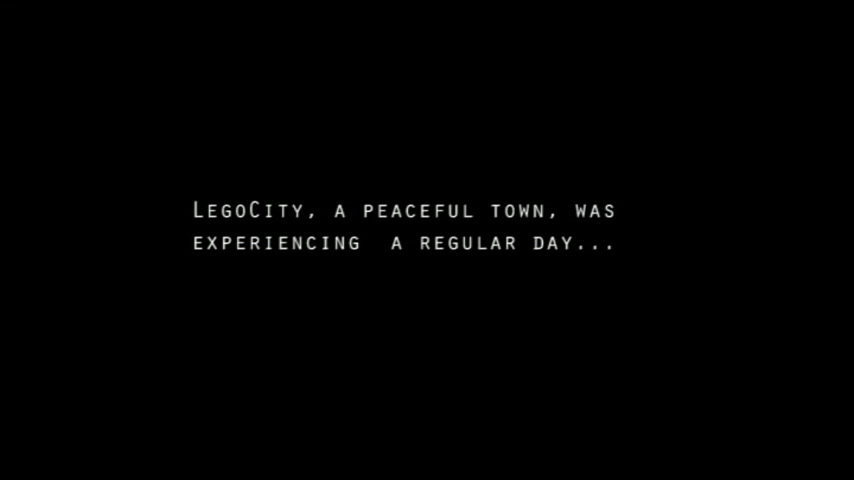 LegoCity, a peaceful town, was
experiencing  a regular day...